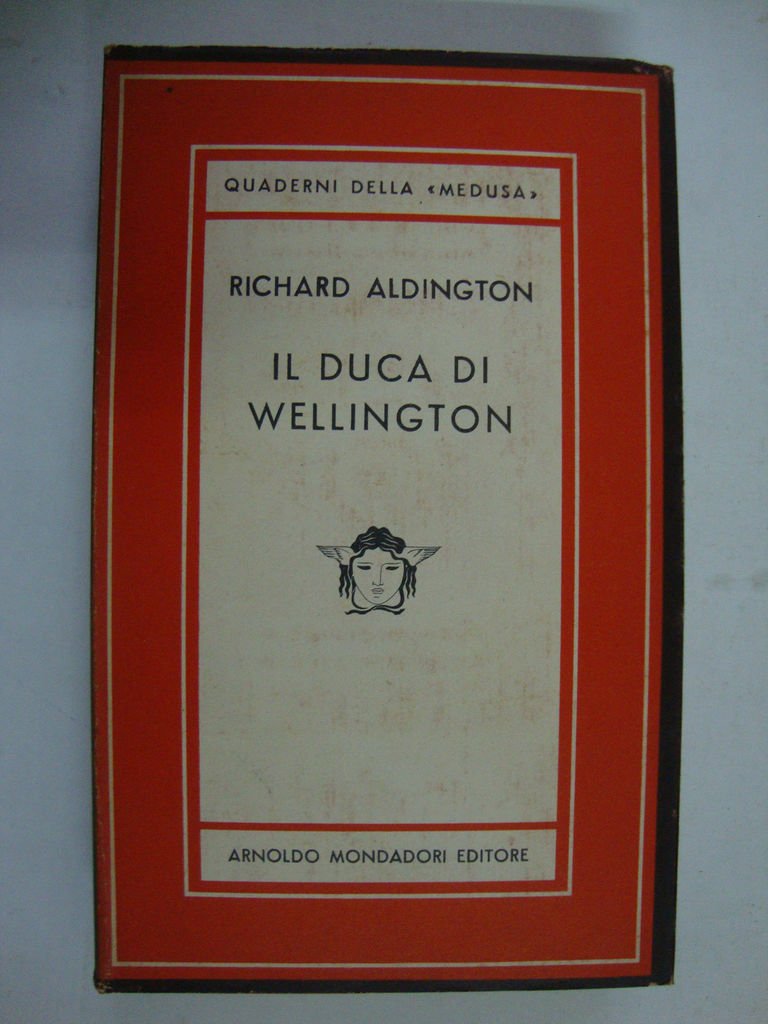 QUADERNI DELLA «MEDUSA»
RICHARD ALDINGTON
IL DUCA DI
WELLINGTON
ARNOLDO MONDADORI EDITORE